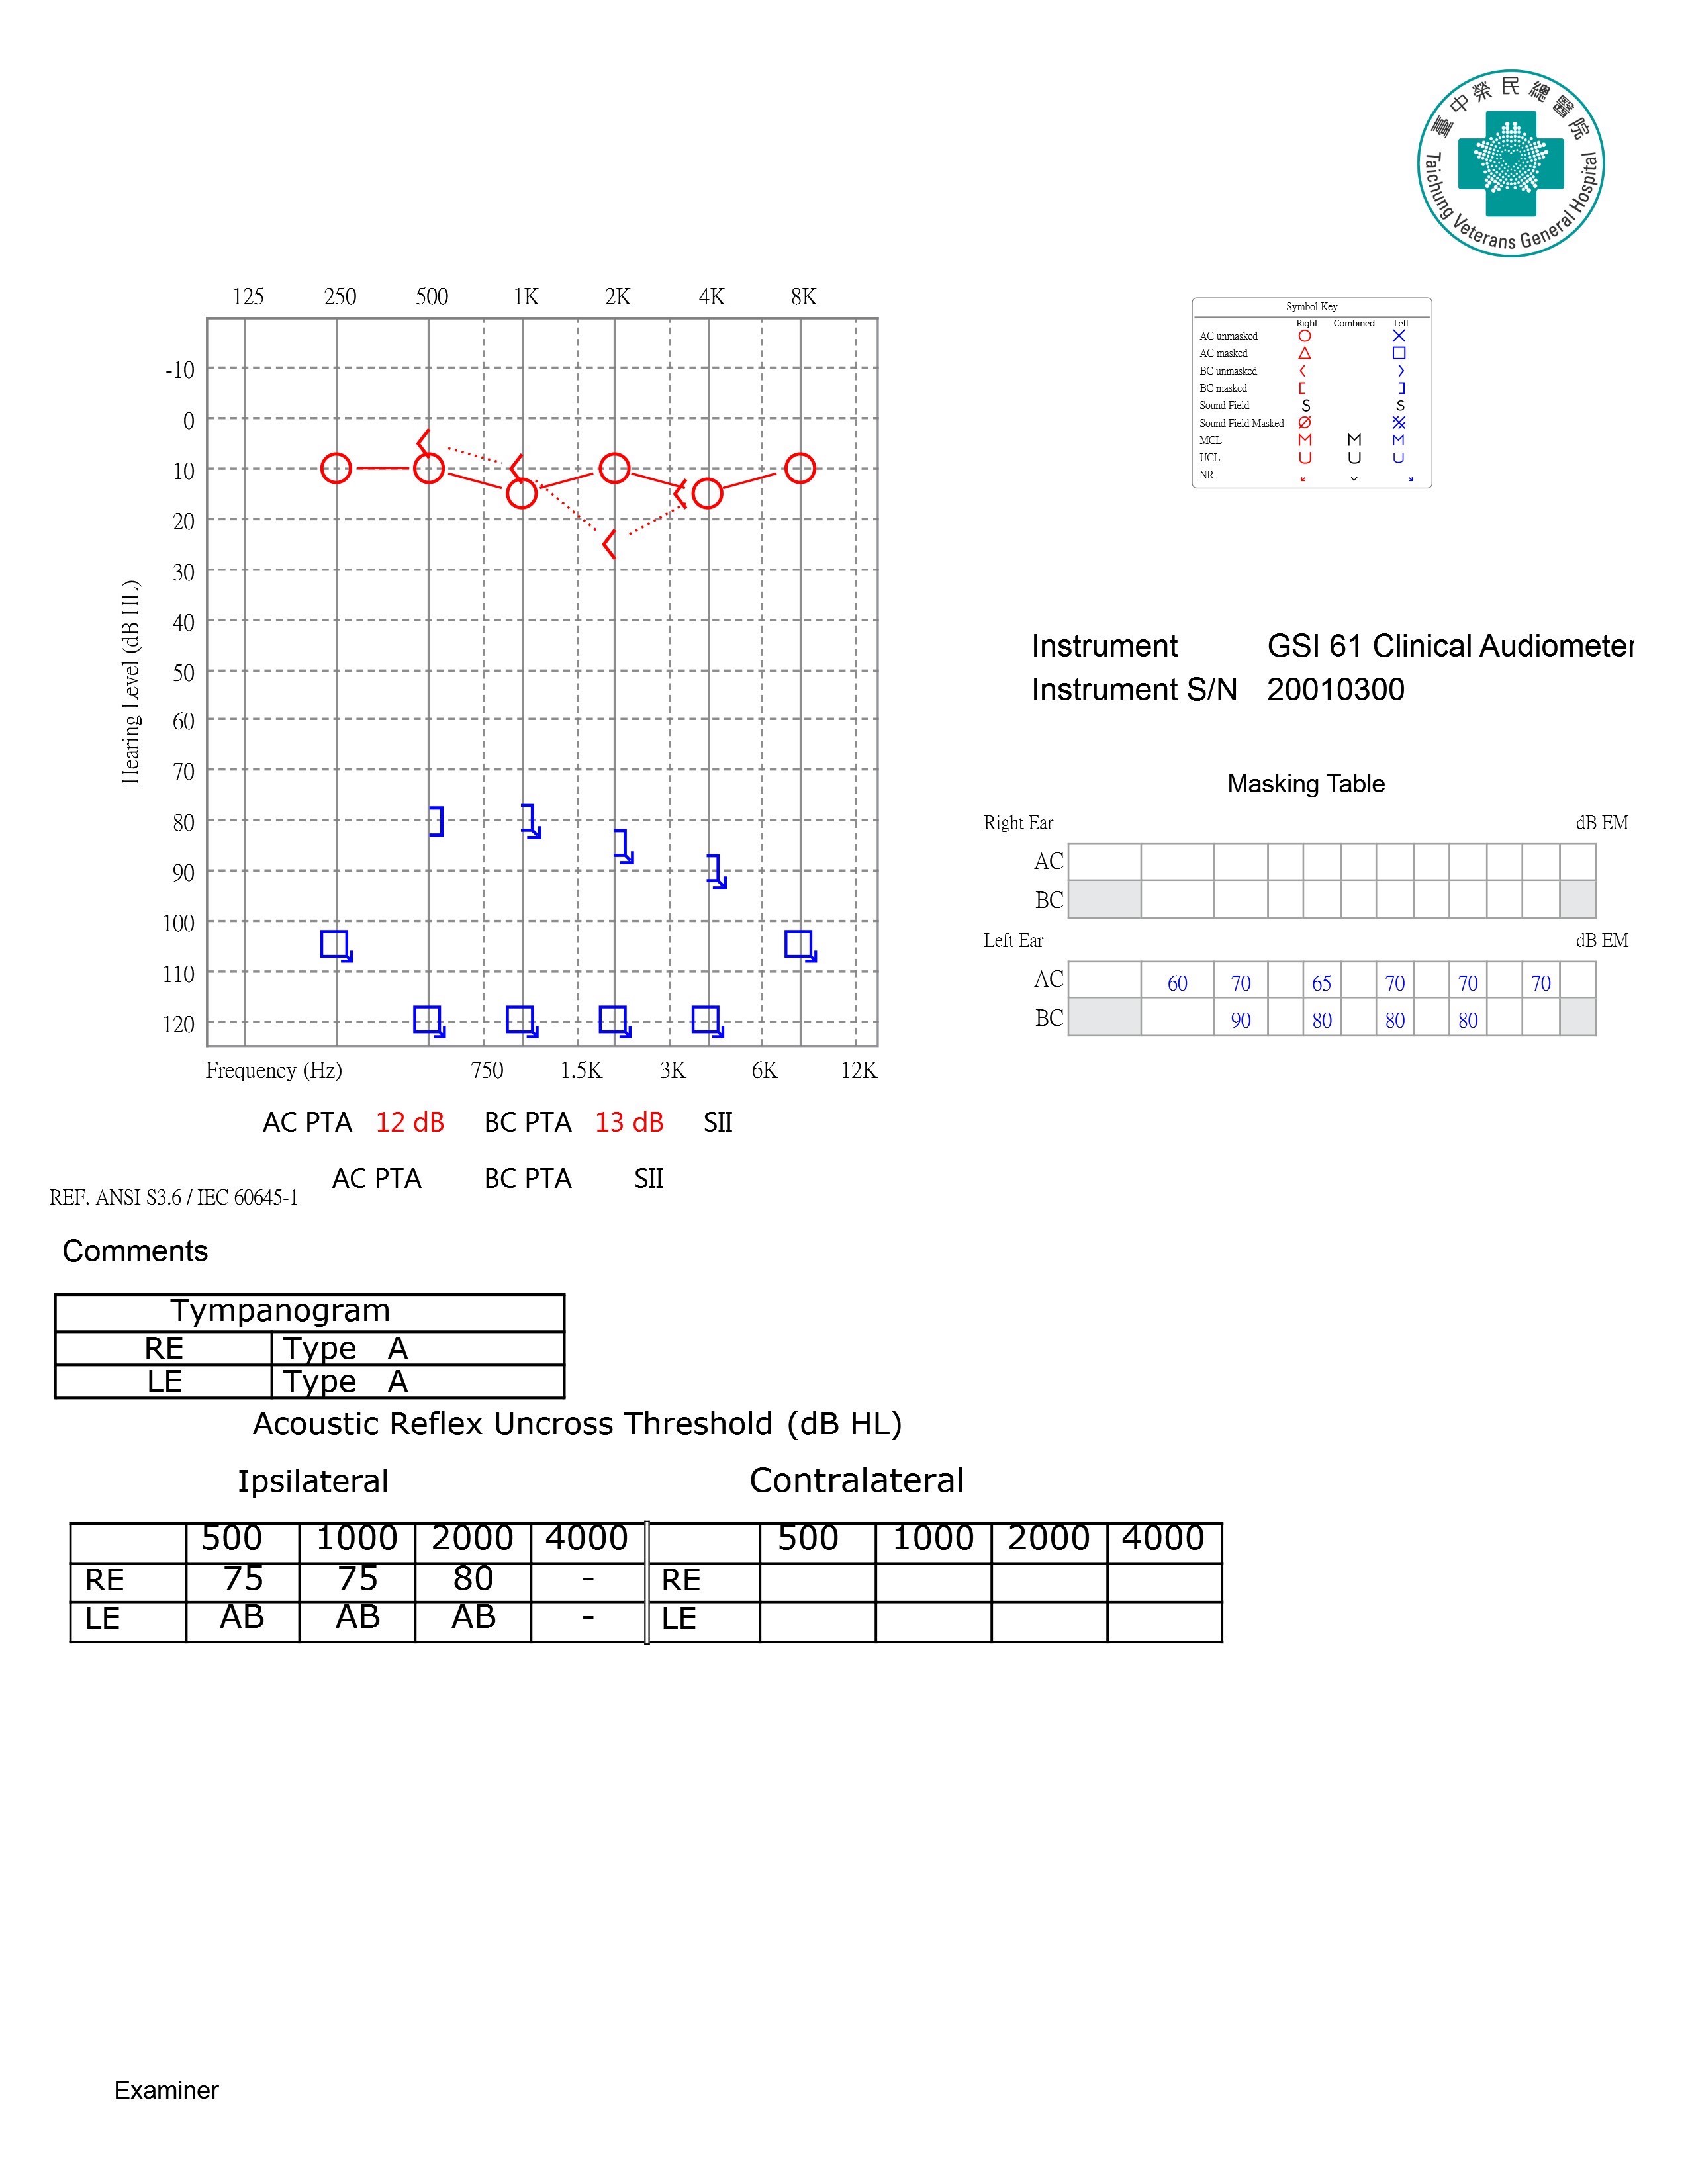 臺中榮民總醫院
Taichung Veterans General Hospital
125 250 500 1K 2K 4K 8K
-10
0
10
20
30
40
50
60
70
80
90
100
110
120
Hearing Level (dB HL)
Frequency (Hz) 750 1.5K 3K 6K 12K
AC PTA 12 dB BC PTA 13 dB SII
AC PTA BC PTA SII
REF. ANSI S3.6 / IEC 60645-1
Symbol Key
Right Combined Left
AC unmasked
AC masked
BC unmasked
BC masked
Sound Field S S
Sound Field Masked
MCL M M M
UCL U U U
NR
Instrument GSI 61 Clinical Audiometer
Instrument S/N 20010300
Masking Table
Right Ear dB EM
AC
BC
Left Ear dB EM
AC 60 70 65 70 70 70
BC 90 80 80 80
Comments
Tympanogram
RE Type A
LE Type A
Acoustic Reflex Uncross Threshold (dB HL)
Ipsilateral Contralateral
500 1000 2000 4000 500 1000 2000 4000
RE 75 75 80 - RE
LE AB AB AB - LE
Examiner